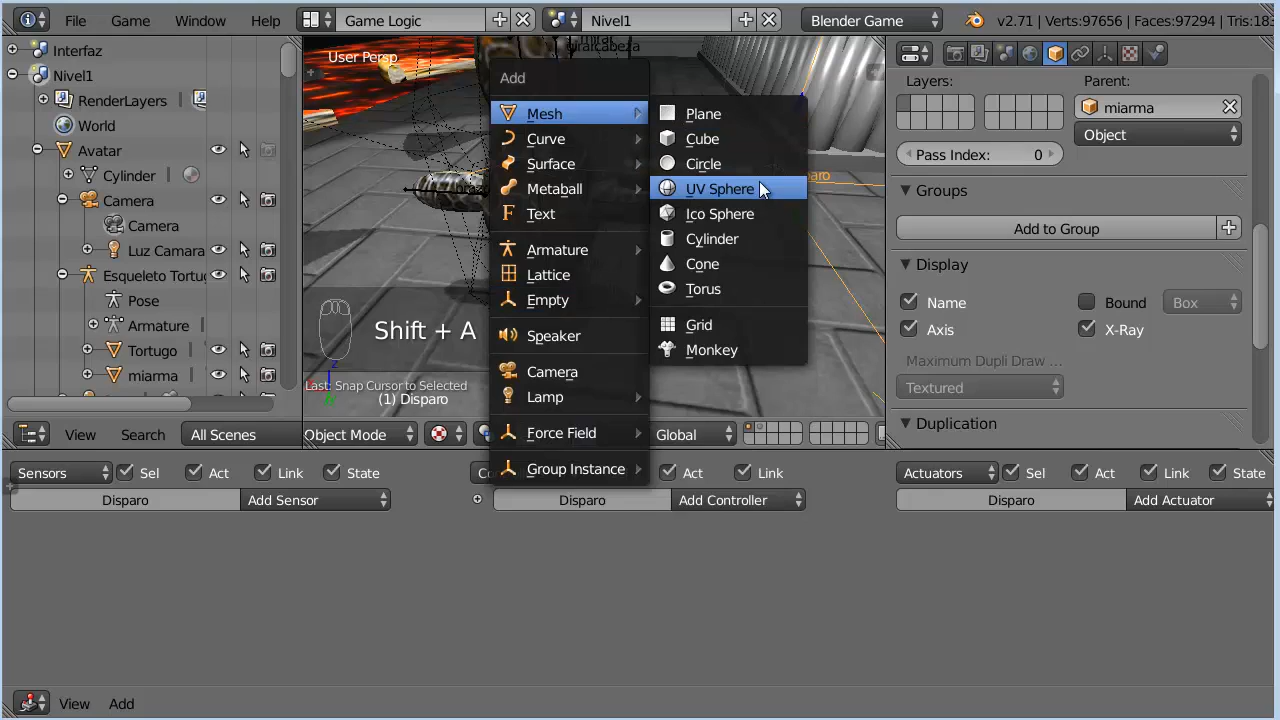 File Game Window Help Game Logic Nivel1 Blender Game v2.71 | Verts:97656 | Faces:97294 | Tris:18
Interfaz
Nivel1
RenderLayers
World
Avatar
Cylinder
Camera
Camera
Luz Camara
Esqueleto Tortug
Pose
Armature
Tortugo
miarma
View Search All Scenes
User Persp
giralcabeza
Shift + A
Last: Snap Cursor to Selected
(1) Disparo
Object Mode
Global
Add
Mesh
Curve
Surface
Metaball
Text
Armature
Lattice
Empty
Speaker
Camera
Lamp
Force Field
Group Instance
Plane
Cube
Circle
UV Sphere
Ico Sphere
Cylinder
Cone
Torus
Grid
Monkey
Layers: Parent:
miarma
Object
Pass Index: 0
Groups
Add to Group
Display
Name Bound Box
Axis X-Ray
Maximum Dupli Draw ...
Textured
Duplication
Sensors Sel Act Link State
Disparo Add Sensor
Co Act Link
Disparo Add Controller
Actuators Sel Act Link State
Disparo Add Actuator
View Add